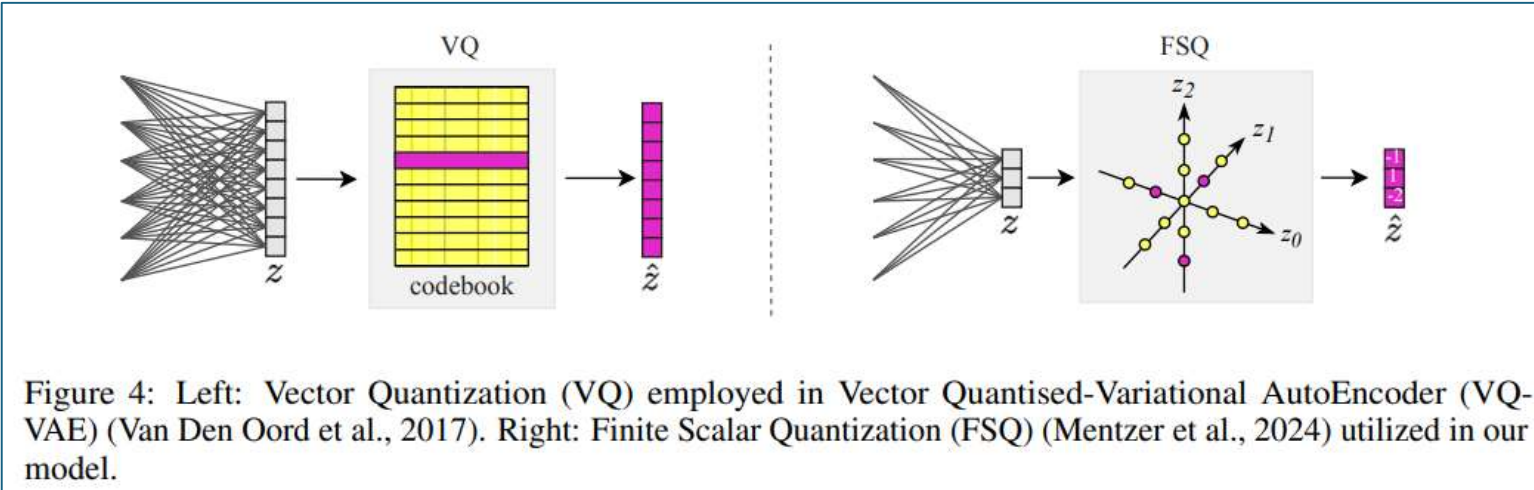 VQ
z
codebook
ẑ
FSQ
z2
z1
z0
z
-1
1
-2
ẑ
Figure 4: Left: Vector Quantization (VQ) employed in Vector Quantised-Variational AutoEncoder (VQ-
VAE) (Van Den Oord et al., 2017). Right: Finite Scalar Quantization (FSQ) (Mentzer et al., 2024) utilized in our
model.